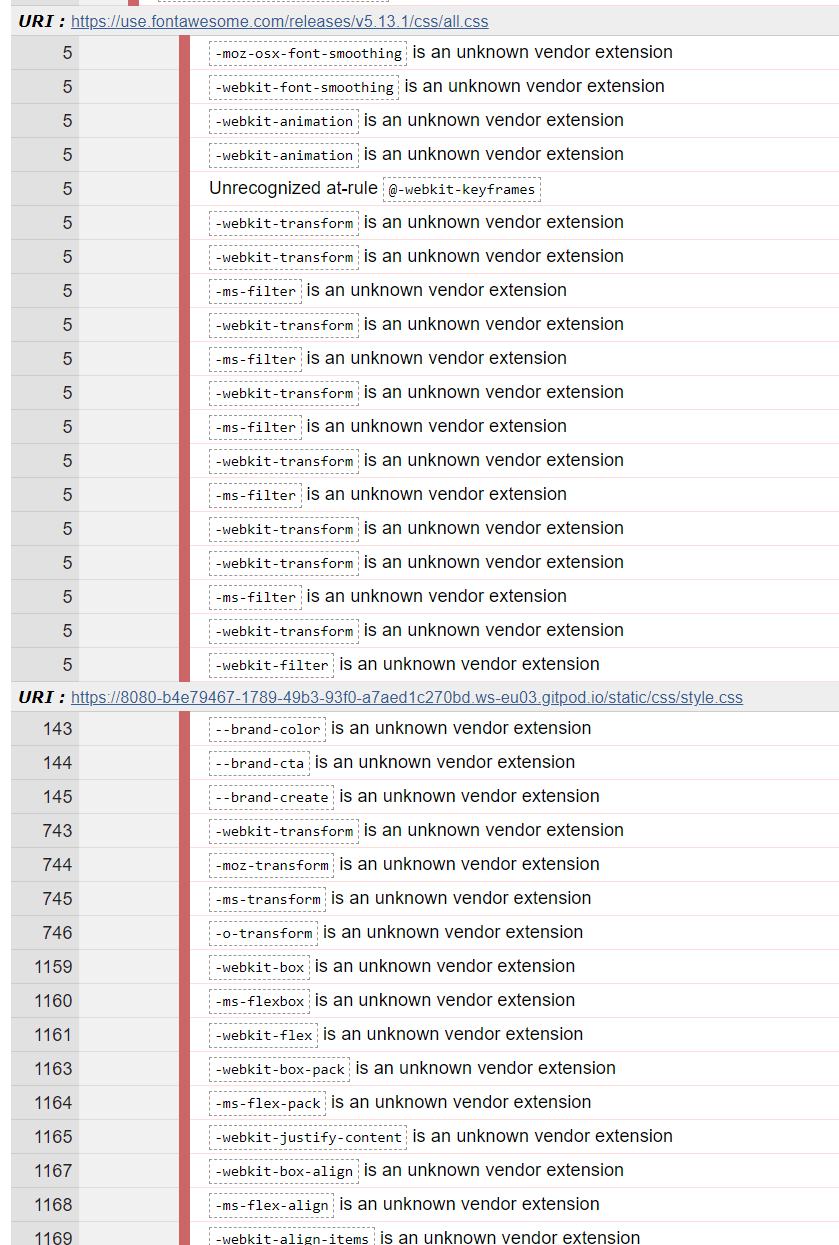 URI : https://use.fontawesome.com/releases/v5.13.1/css/all.css
5 -moz-osx-font-smoothing is an unknown vendor extension
5 -webkit-font-smoothing is an unknown vendor extension
5 -webkit-animation is an unknown vendor extension
5 -webkit-animation is an unknown vendor extension
5 Unrecognized at-rule @-webkit-keyframes
5 -webkit-transform is an unknown vendor extension
5 -webkit-transform is an unknown vendor extension
5 -ms-filter is an unknown vendor extension
5 -webkit-transform is an unknown vendor extension
5 -ms-filter is an unknown vendor extension
5 -webkit-transform is an unknown vendor extension
5 -ms-filter is an unknown vendor extension
5 -webkit-transform is an unknown vendor extension
5 -ms-filter is an unknown vendor extension
5 -webkit-transform is an unknown vendor extension
5 -webkit-transform is an unknown vendor extension
5 -ms-filter is an unknown vendor extension
5 -webkit-transform is an unknown vendor extension
5 -webkit-filter is an unknown vendor extension
URI : https://8080-b4e79467-1789-49b3-93f0-a7aed1c270bd.ws-eu03.gitpod.io/static/css/style.css
143 --brand-color is an unknown vendor extension
144 --brand-cta is an unknown vendor extension
145 --brand-create is an unknown vendor extension
743 -webkit-transform is an unknown vendor extension
744 -moz-transform is an unknown vendor extension
745 -ms-transform is an unknown vendor extension
746 -o-transform is an unknown vendor extension
1159 -webkit-box is an unknown vendor extension
1160 -ms-flexbox is an unknown vendor extension
1161 -webkit-flex is an unknown vendor extension
1163 -webkit-box-pack is an unknown vendor extension
1164 -ms-flex-pack is an unknown vendor extension
1165 -webkit-justify-content is an unknown vendor extension
1167 -webkit-box-align is an unknown vendor extension
1168 -ms-flex-align is an unknown vendor extension
1169 -webkit-align-items is an unknown vendor extension